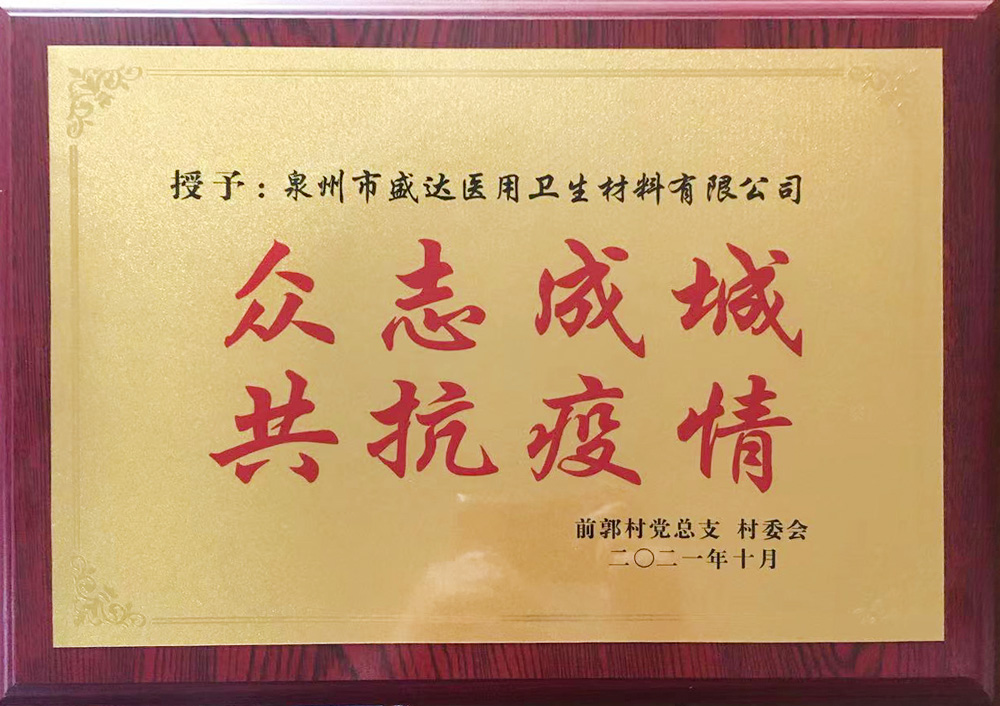 授予：泉州市盛达医用卫生材料有限公司
众志成城
共抗疫情
前郭村党总支 村委会
二〇二一年十月